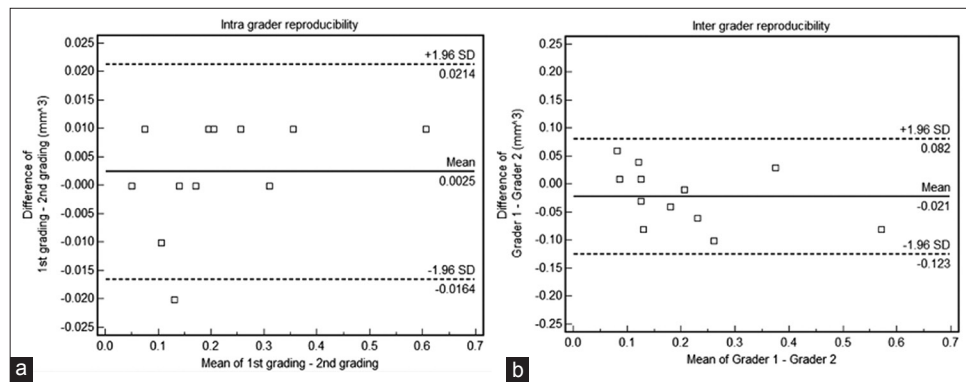 Intra grader reproducibility
Difference of
1st grading - 2nd grading (mm^3)
0.025
0.020
0.015
0.010
0.005
-0.000
-0.005
-0.010
-0.015
-0.020
-0.025
+1.96 SD
0.0214
Mean
0.0025
-1.96 SD
-0.0164
0.0 0.1 0.2 0.3 0.4 0.5 0.6 0.7
Mean of 1st grading - 2nd grading
a
Inter grader reproducibility
Difference of
Grader 1 - Grader 2 (mm^3)
0.25
0.20
0.15
0.10
0.05
0.00
-0.05
-0.10
-0.15
-0.20
-0.25
+1.96 SD
0.082
Mean
-0.021
-1.96 SD
-0.123
0.0 0.1 0.2 0.3 0.4 0.5 0.6 0.7
Mean of Grader 1 - Grader 2
b